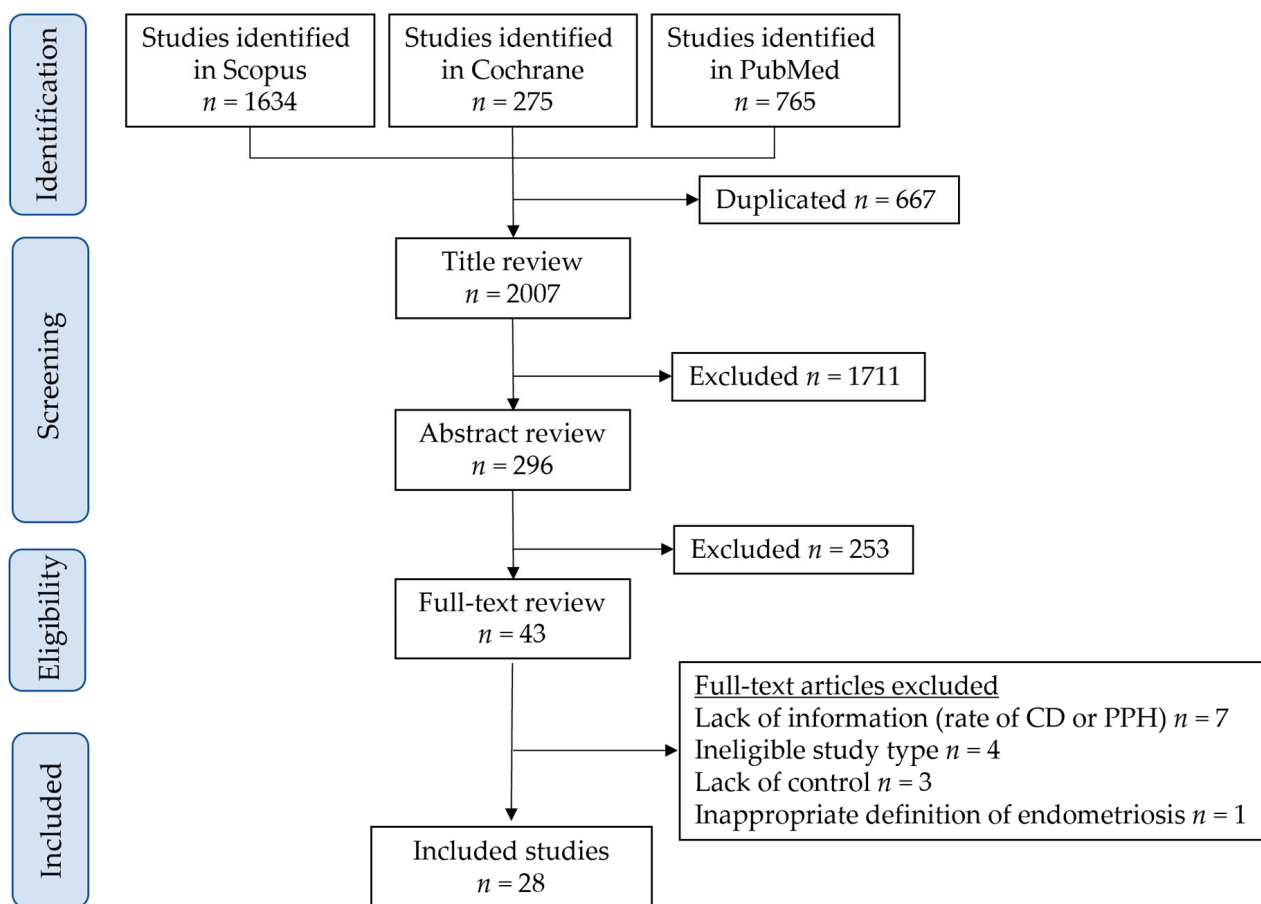 Identification
Studies identified
in Scopus
n = 1634
Studies identified
in Cochrane
n = 275
Studies identified
in PubMed
n = 765
Duplicated n = 667
Screening
Title review
n = 2007
Excluded n = 1711
Abstract review
n = 296
Excluded n = 253
Eligibility
Full-text review
n = 43
Full-text articles excluded
Lack of information (rate of CD or PPH) n = 7
Ineligible study type n = 4
Lack of control n = 3
Inappropriate definition of endometriosis n = 1
Included
Included studies
n = 28